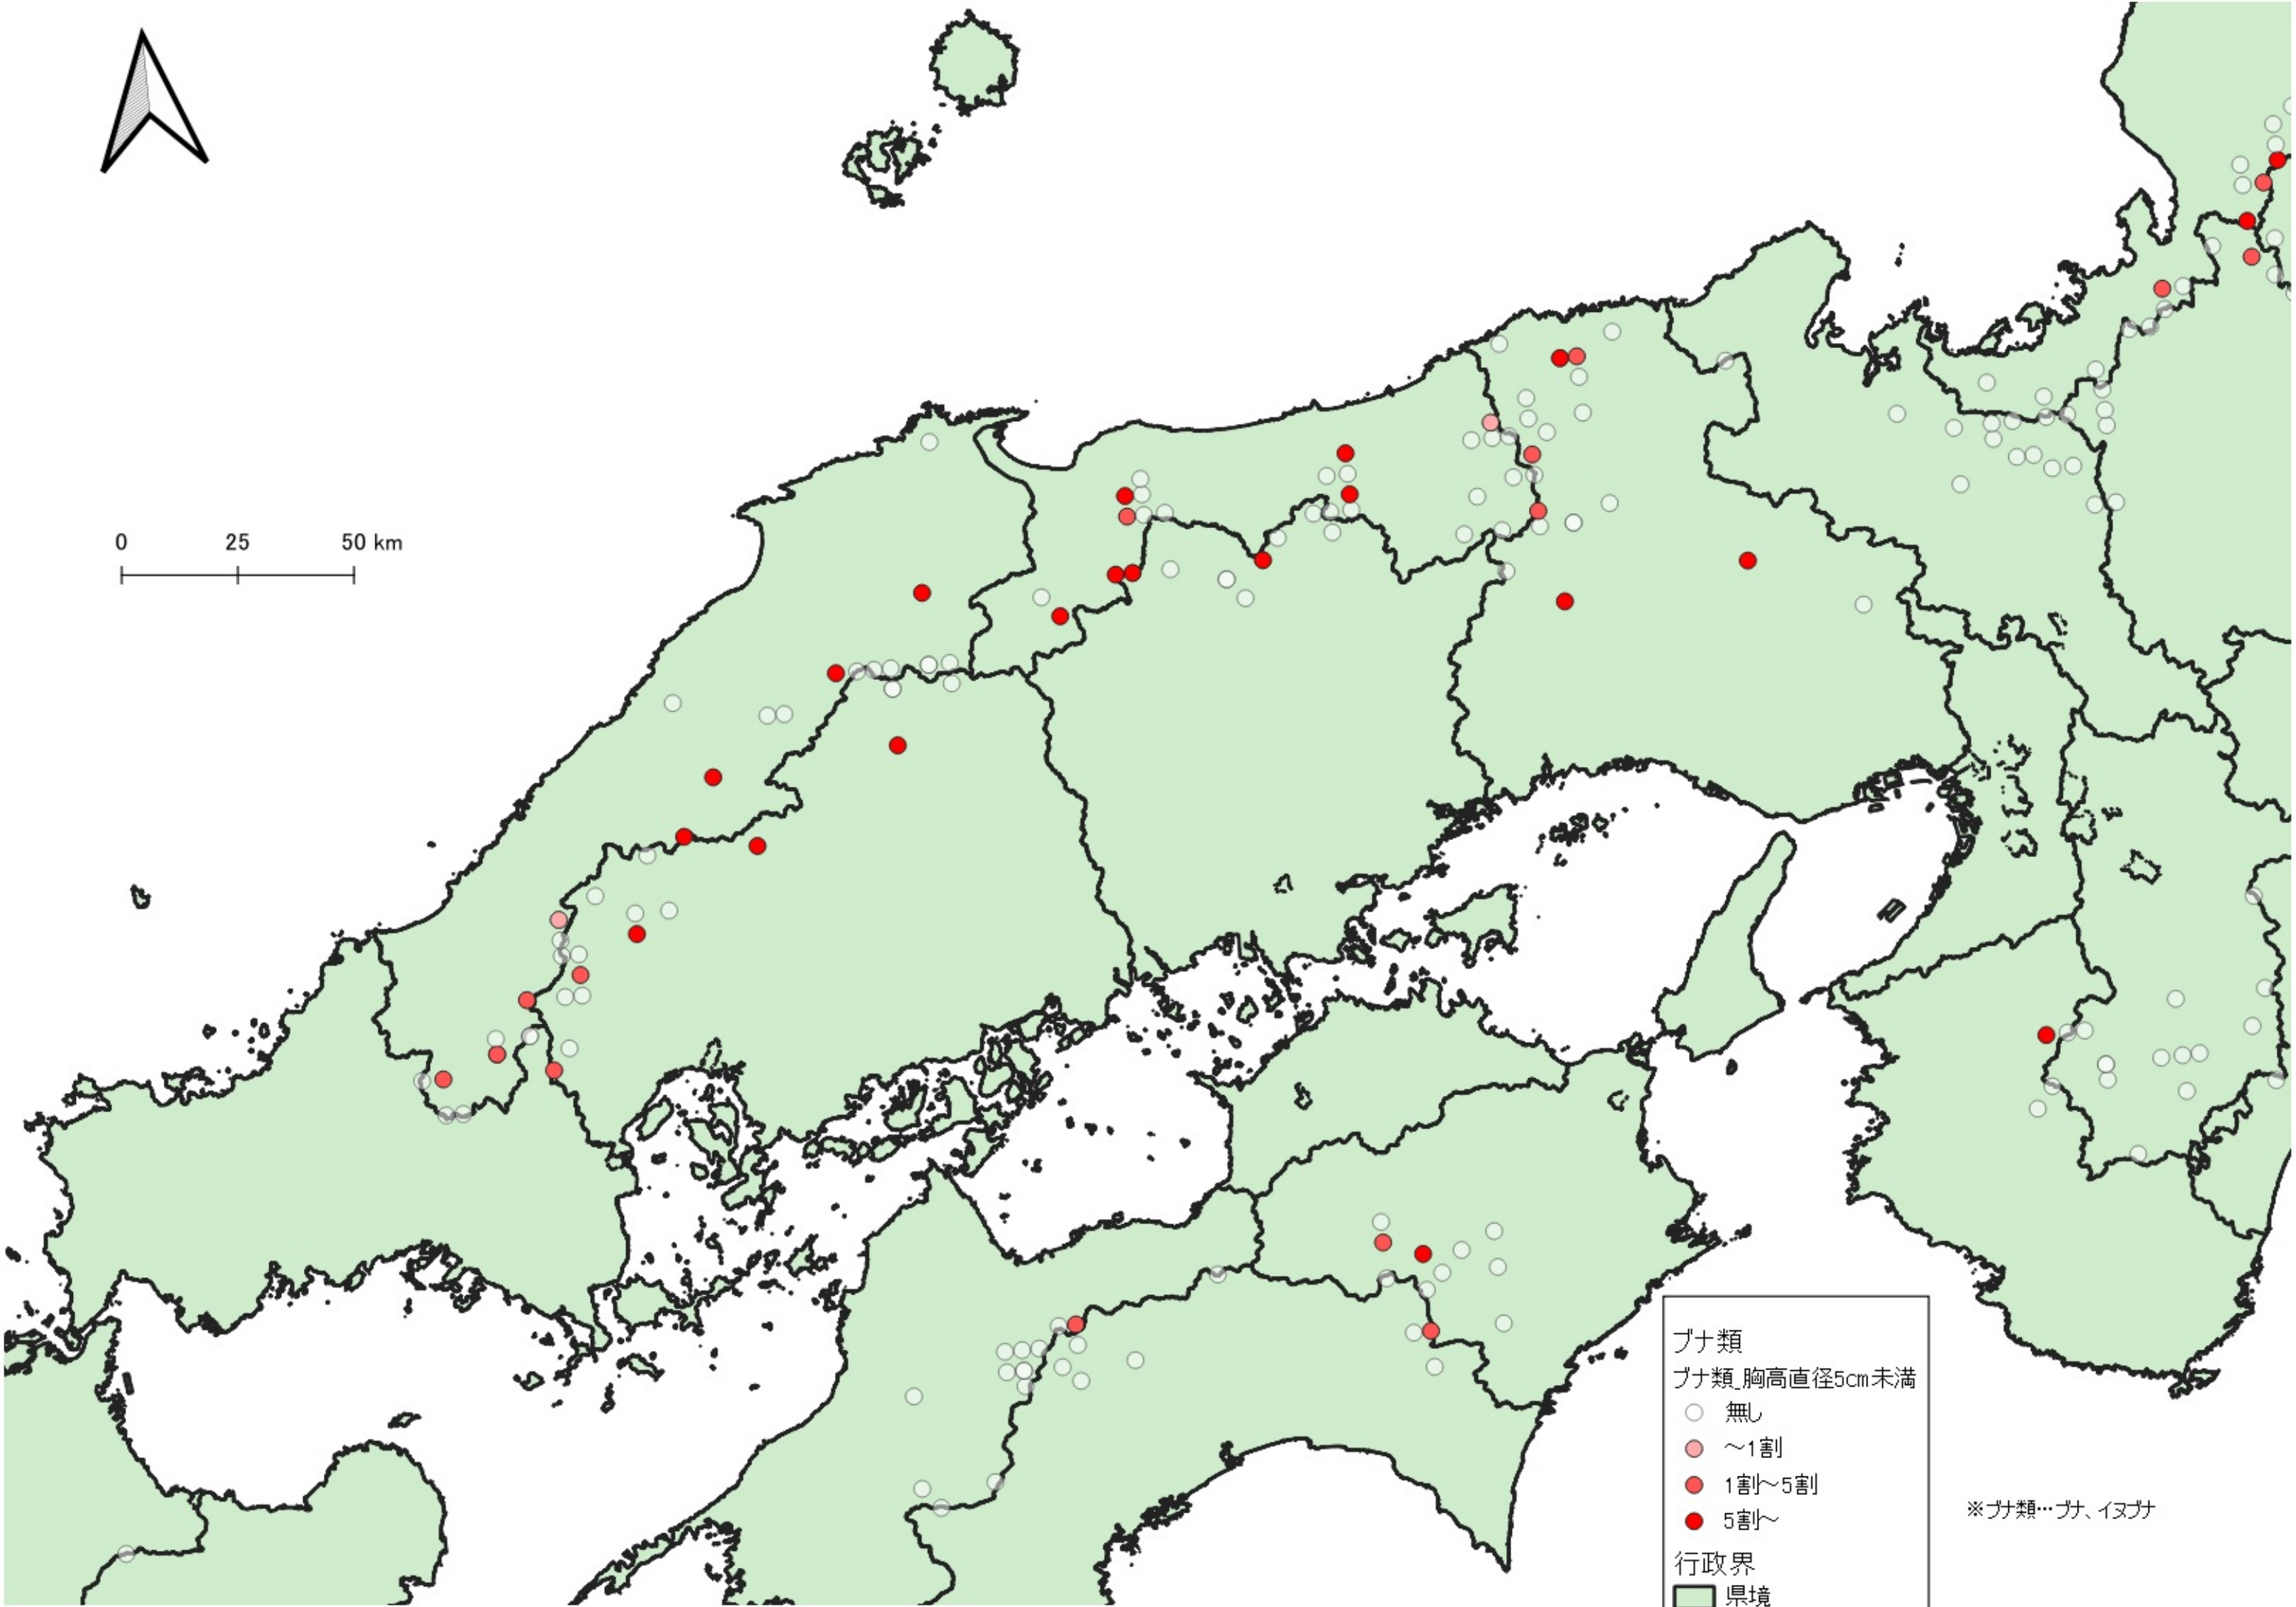 0 25 50 km
ブナ類
ブナ類_胸高直径5cm未満
無し
～1割
1割～5割
5割～
※ブナ類…ブナ、イヌブナ
行政界
県境